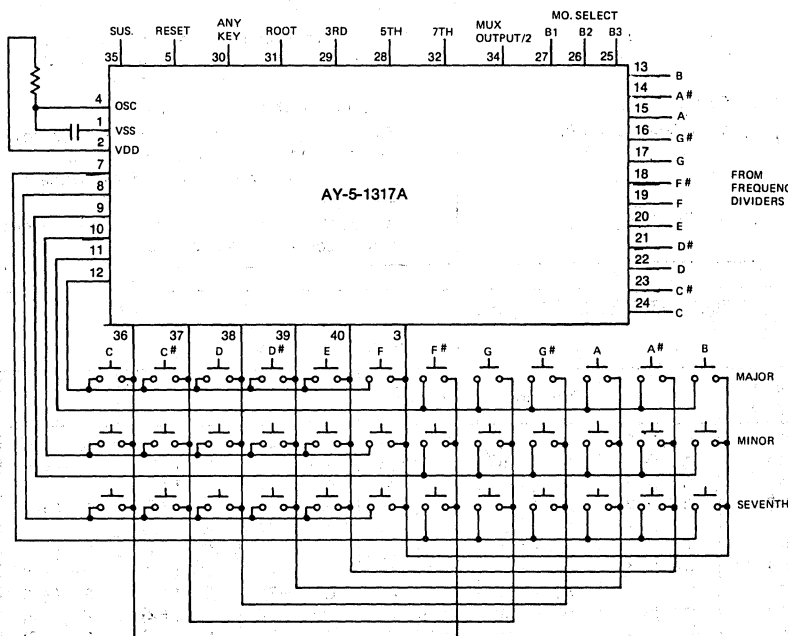 SUS. RESET ANY KEY ROOT 3RD 5TH 7TH MUX OUTPUT/2 MO. SELECT B1 B2 B3
35 5 30 31 29 28 32 34 27 26 25
4 OSC
1 VSS
2 VDD
7
8
9
10
11
12
AY-5-1317A
13 B
14 A#
15 A
16 G#
17 G
18 F#
19 F
20 E
21 D#
22 D
23 C#
24 C
FROM
FREQUENC
DIVIDERS
36 37 38 39 40 3
C C# D D# E F F# G G# A A# B
MAJOR
MINOR
SEVENTH